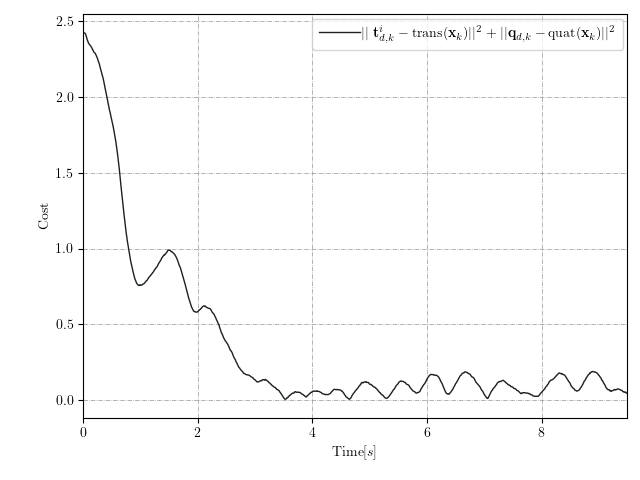 || t^i_{d,k} − trans(x_k)||^2 + ||q_{d,k} − quat(x_k)||^2
2.5
2.0
1.5
1.0
0.5
0.0
Cost
0 2 4 6 8
Time[s]